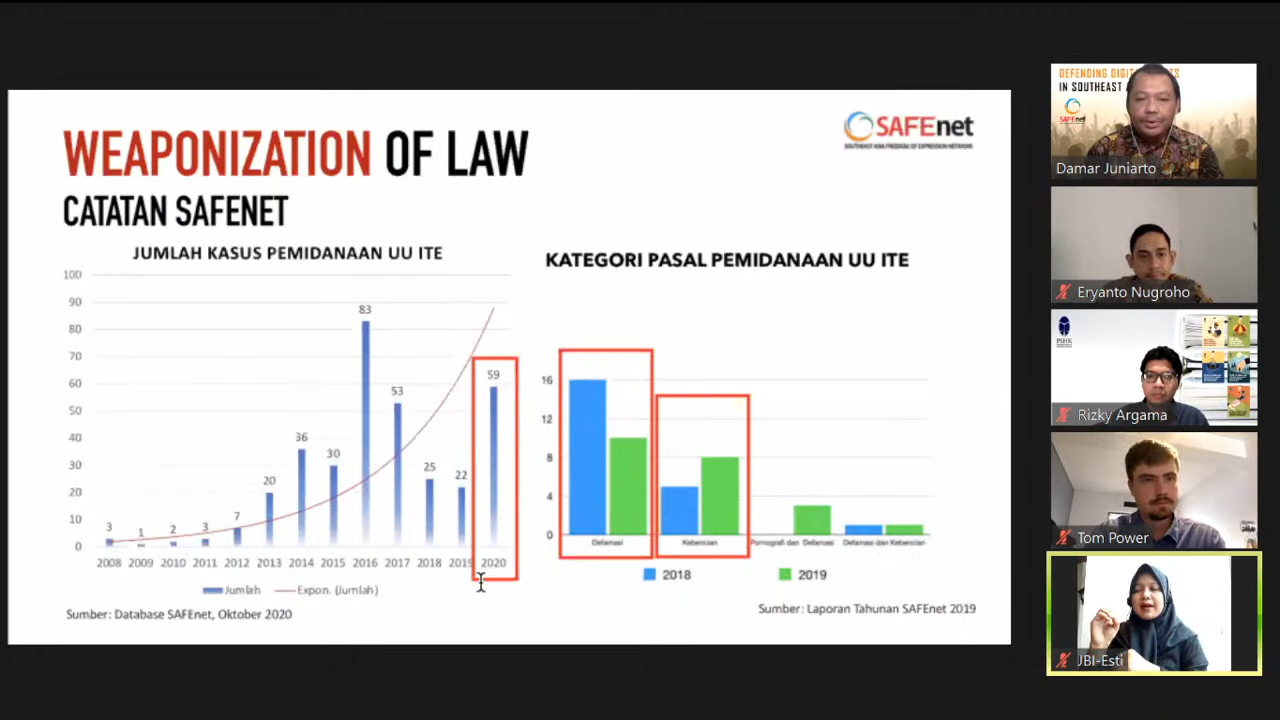 WEAPONIZATION OF LAW
CATATAN SAFENET
SAFEnet
SOUTHEAST ASIA FREEDOM OF EXPRESSION NETWORK
JUMLAH KASUS PEMIDANAAN UU ITE
100
90
80
70
60
50
40
30
20
10
0
3
1
2
3
7
20
36
30
83
53
25
22
59
2008 2009 2010 2011 2012 2013 2014 2015 2016 2017 2018 2019 2020
Jumlah Expon. (Jumlah)
Sumber: Database SAFEnet, Oktober 2020
KATEGORI PASAL PEMIDANAAN UU ITE
16
12
8
4
0
Defamasi Kebencian Pornografi dan Defamasi Defamasi dan Kebencian
2018 2019
Sumber: Laporan Tahunan SAFEnet 2019
DEFENDING
IN SOUTHEAST
SAFEnet
Damar Juniarto
Eryanto Nugroho
PSHK
Rizky Argama
Tom Power
JBI-Esti